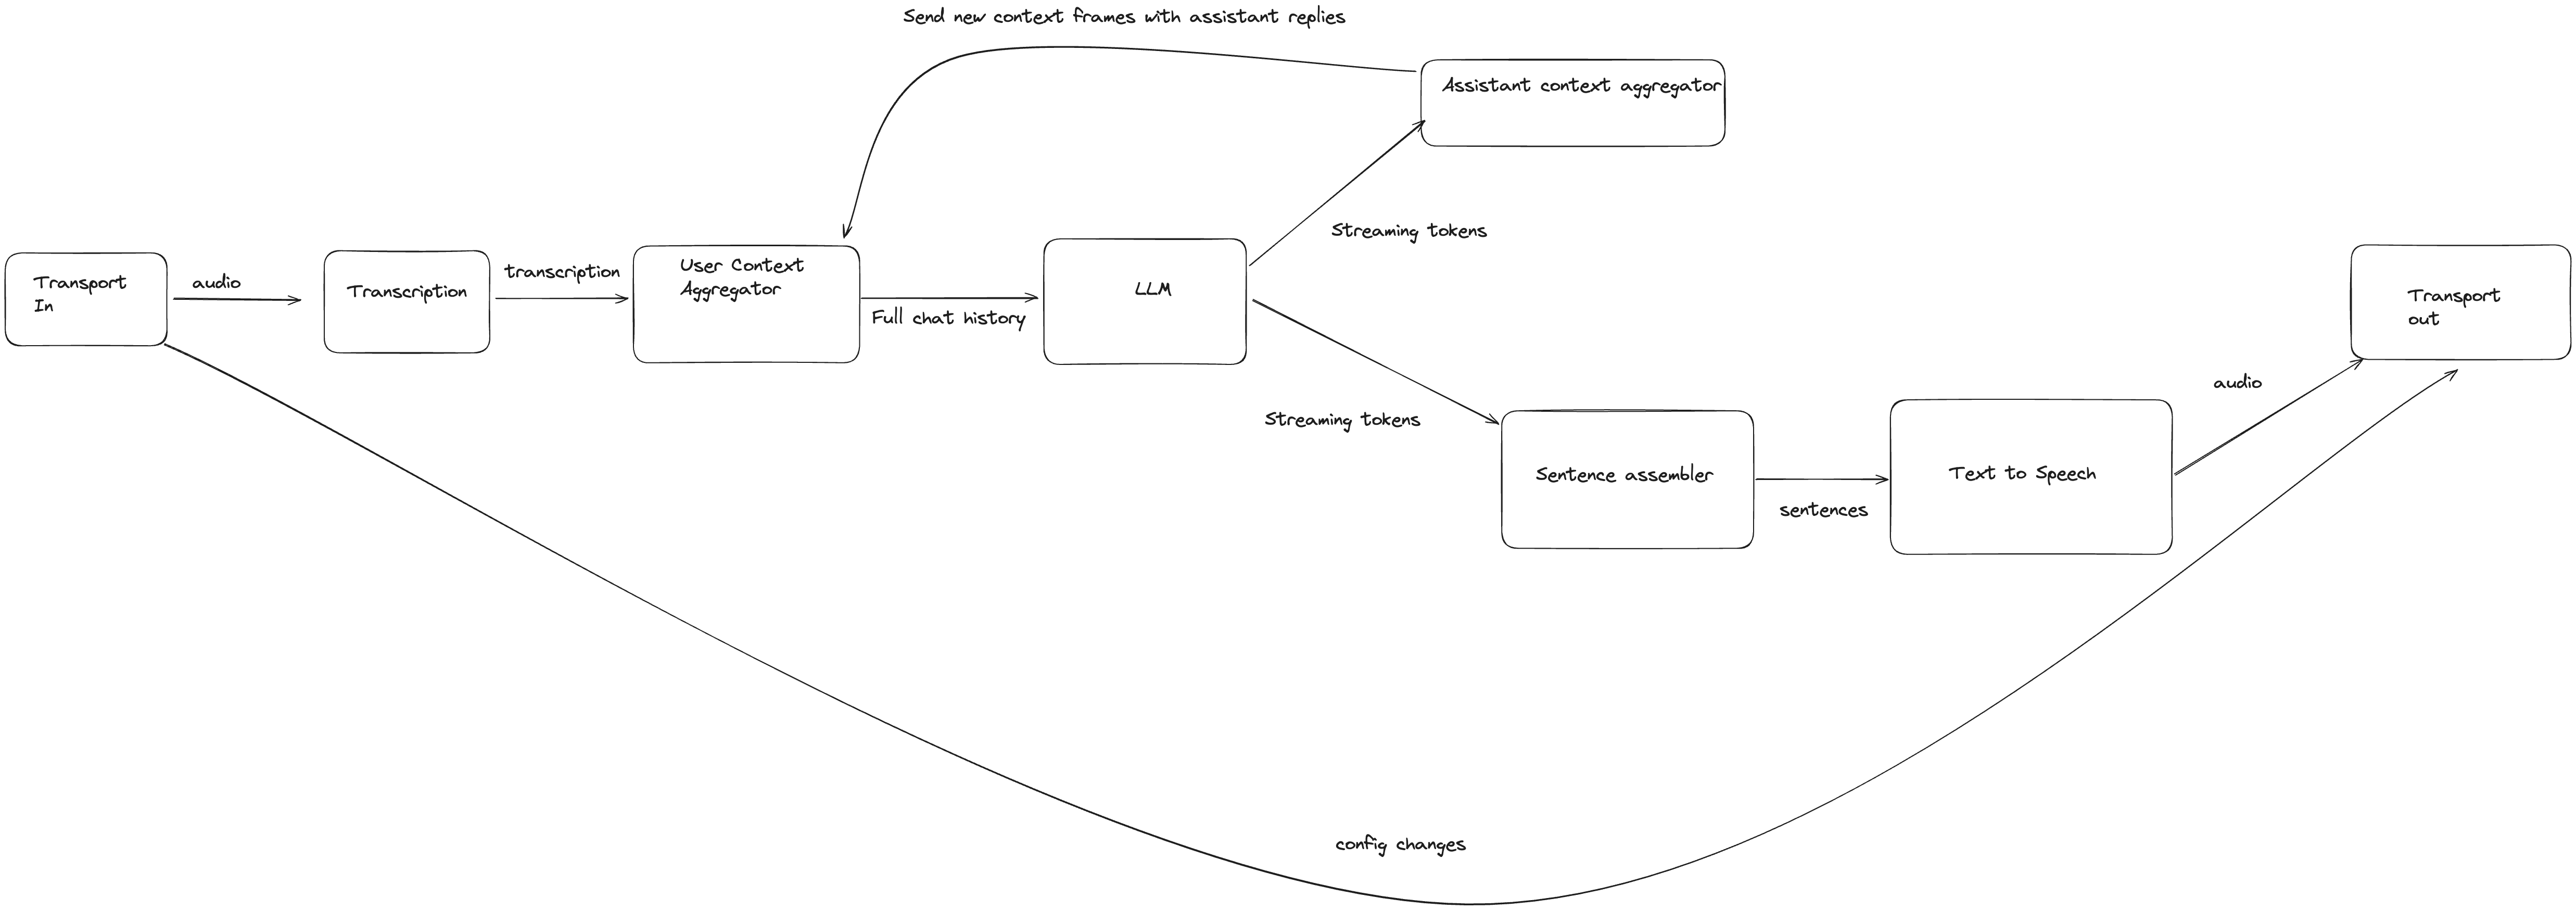 Send new context frames with assistant replies
Assistant context aggregator
Streaming tokens
Transport
In
audio
Transcription
transcription
User Context
Aggregator
Full chat history
LLM
Transport
out
audio
Streaming tokens
Sentence assembler
sentences
Text to Speech
config changes